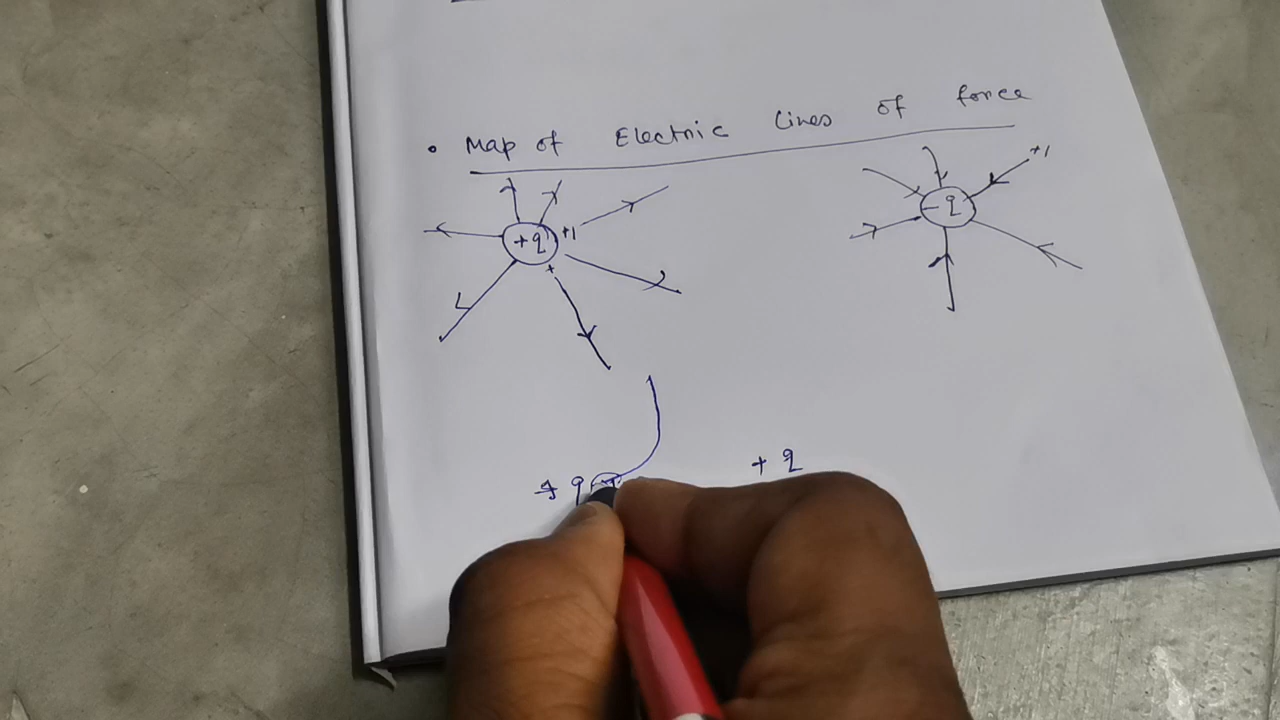 • Map of Electric Lines of force
+q +1 +
-q +1
+q + q